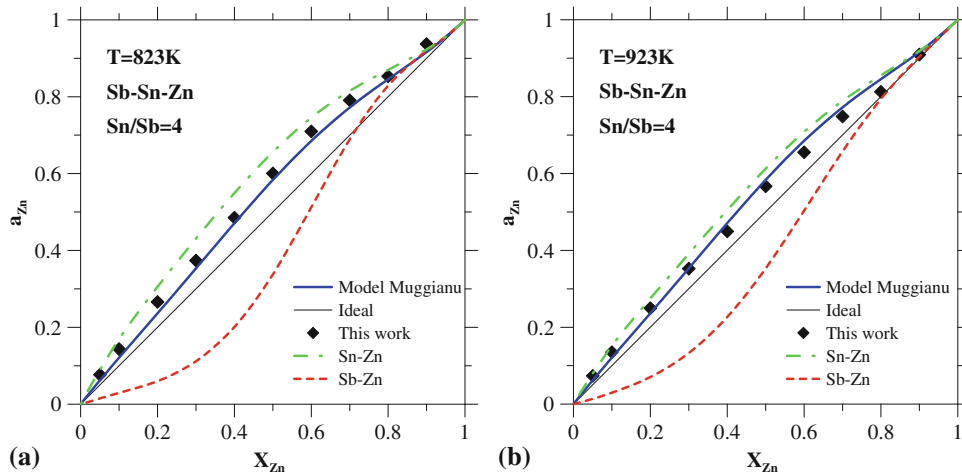 T=823K
Sb-Sn-Zn
Sn/Sb=4
Model Muggianu
Ideal
This work
Sn-Zn
Sb-Zn
1
0.8
0.6
0.4
0.2
0
a_Zn
0
0.2
0.4
0.6
0.8
1
X_Zn
(a)
T=923K
Sb-Sn-Zn
Sn/Sb=4
Model Muggianu
Ideal
This work
Sn-Zn
Sb-Zn
1
0.8
0.6
0.4
0.2
0
a_Zn
0
0.2
0.4
0.6
0.8
1
X_Zn
(b)